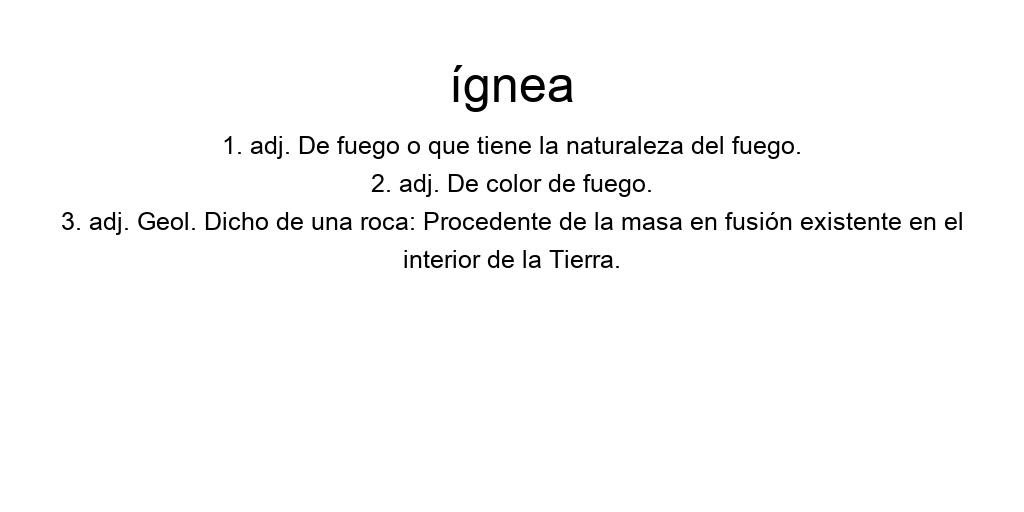 ígnea
1. adj. De fuego o que tiene la naturaleza del fuego.
2. adj. De color de fuego.
3. adj. Geol. Dicho de una roca: Procedente de la masa en fusión existente en el
interior de la Tierra.